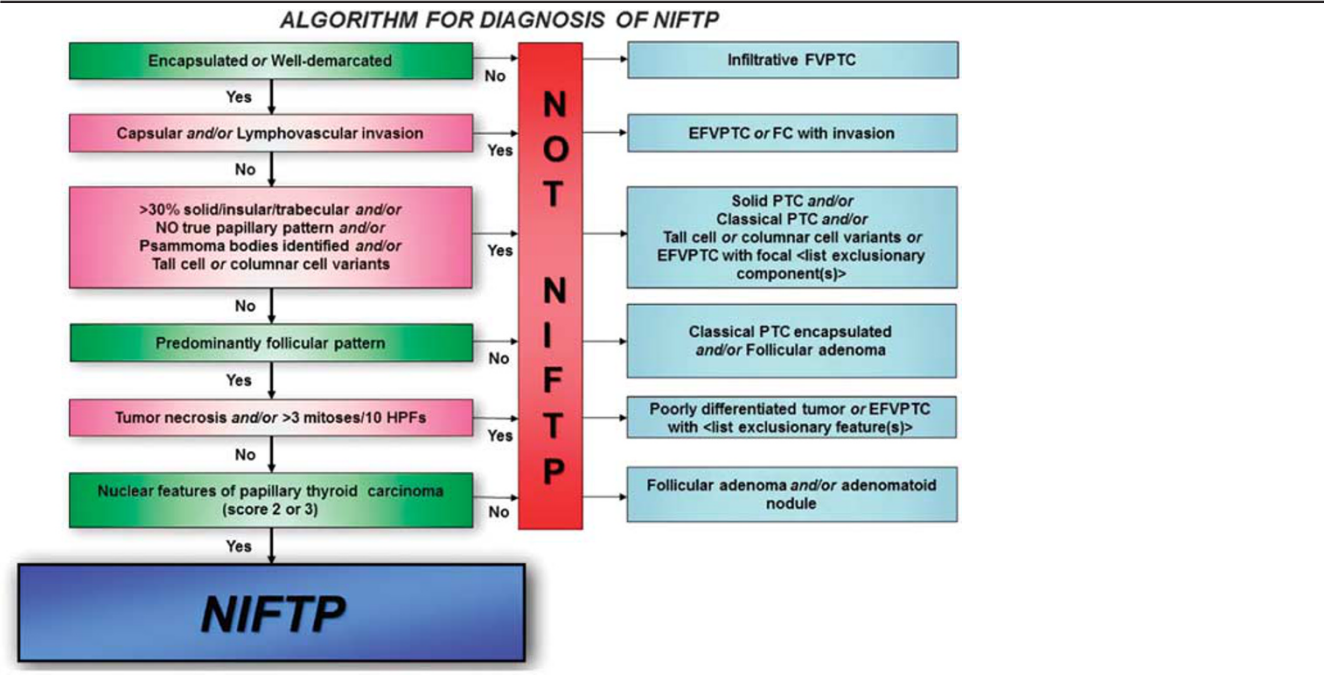 ALGORITHM FOR DIAGNOSIS OF NIFTP
Encapsulated or Well-demarcated
No
Infiltrative FVPTC
Yes
Capsular and/or Lymphovascular invasion
Yes
EFVPTC or FC with invasion
No
>30% solid/insular/trabecular and/or
NO true papillary pattern and/or
Psammoma bodies identified and/or
Tall cell or columnar cell variants
Yes
Solid PTC and/or
Classical PTC and/or
Tall cell or columnar cell variants or
EFVPTC with focal <list exclusionary
component(s)>
No
Predominantly follicular pattern
No
Classical PTC encapsulated
and/or Follicular adenoma
Yes
Tumor necrosis and/or >3 mitoses/10 HPFs
Yes
Poorly differentiated tumor or EFVPTC
with <list exclusionary feature(s)>
No
Nuclear features of papillary thyroid carcinoma
(score 2 or 3)
No
Follicular adenoma and/or adenomatoid
nodule
Yes
NOT NIFTP
NIFTP